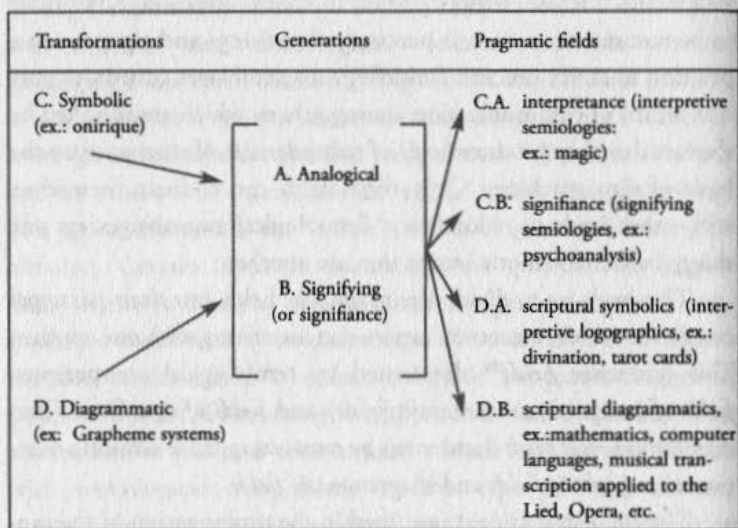 Transformations
Generations
Pragmatic fields
C. Symbolic
(ex.: onirique)
A. Analogical
B. Signifying
(or signifiance)
D. Diagrammatic
(ex: Grapheme systems)
C.A. interpretance (interpretive
semiologies:
ex.: magic)
C.B: signifiance (signifying
semiologies, ex.:
psychoanalysis)
D.A. scriptural symbolics (inter-
pretive logographics, ex.:
divination, tarot cards)
D.B. scriptural diagrammatics,
ex.:mathematics, computer
languages, musical tran-
scription applied to the
Lied, Opera, etc.